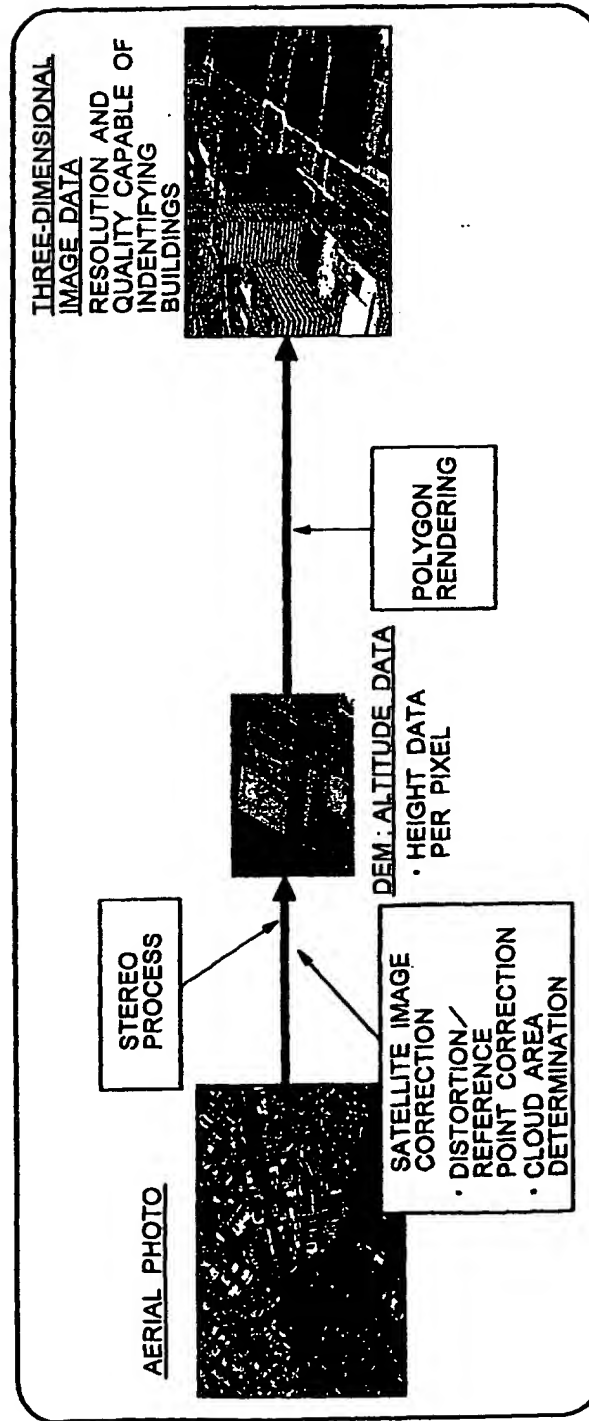 AERIAL PHOTO
STEREO
PROCESS
SATELLITE IMAGE
CORRECTION
· DISTORTION/
REFERENCE
POINT CORRECTION
· CLOUD AREA
DETERMINATION
DEM : ALTITUDE DATA
· HEIGHT DATA
PER PIXEL
POLYGON
RENDERING
THREE-DIMENSIONAL
IMAGE DATA
RESOLUTION AND
QUALITY CAPABLE OF
INDENTIFYING
BUILDINGS